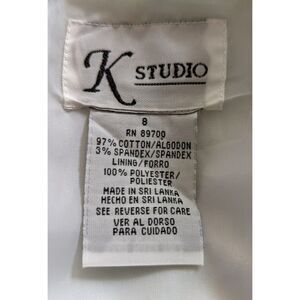 K STUDIO
8
RN 89700
97% COTTON/ALGODON
3% SPANDEX/SPANDEX
LINING/FORRO
100% POLYESTER/
POLIESTER
MADE IN SRI LANKA
HECHO EN SRI LANKA
SEE REVERSE FOR CARE
VER AL DORSO
PARA CUIDADO